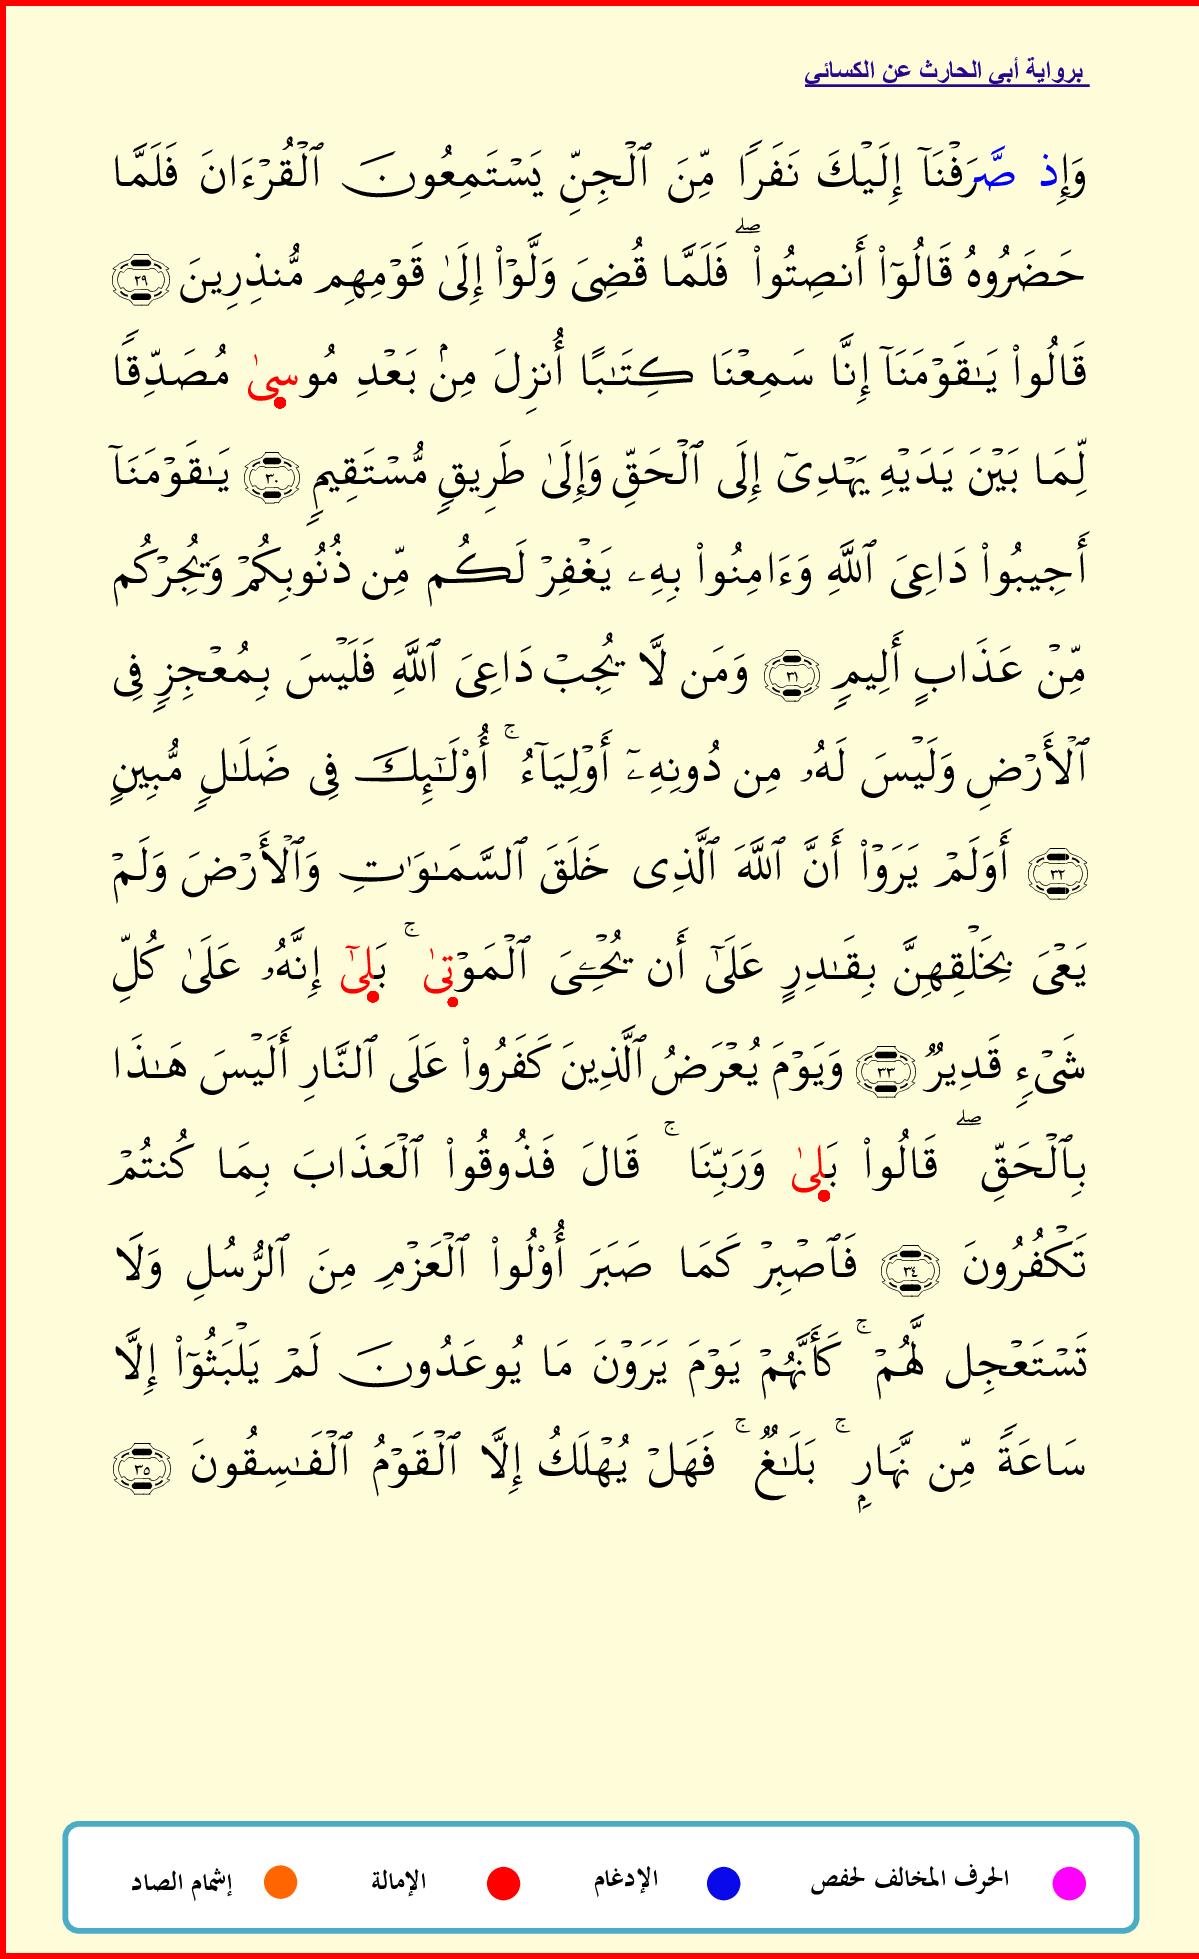 برواية أبي الحارث عن الكسائي
وَإِذ صَّرَفْنَآ إِلَيْكَ نَفَرًا مِّنَ ٱلْجِنِّ يَسْتَمِعُونَ ٱلْقُرْءَانَ فَلَمَّا
حَضَرُوهُ قَالُوٓا۟ أَنصِتُوا۟ ۖ فَلَمَّا قُضِىَ وَلَّوْا۟ إِلَىٰ قَوْمِهِم مُّنذِرِينَ ٢٩
قَالُوا۟ يَـٰقَوْمَنَآ إِنَّا سَمِعْنَا كِتَـٰبًا أُنزِلَ مِنۢ بَعْدِ مُوسِىٰ مُصَدِّقًا
لِّمَا بَيْنَ يَدَيْهِ يَهْدِىٓ إِلَى ٱلْحَقِّ وَإِلَىٰ طَرِيقٍ مُّسْتَقِيمٍ ٣٠ يَـٰقَوْمَنَآ
أَجِيبُوا۟ دَاعِىَ ٱللَّهِ وَءَامِنُوا۟ بِهِۦ يَغْفِرْ لَكُم مِّن ذُنُوبِكُمْ وَيُجِرْكُم
مِّنْ عَذَابٍ أَلِيمٍ ٣١ وَمَن لَّا يُجِبْ دَاعِىَ ٱللَّهِ فَلَيْسَ بِمُعْجِزٍ فِى
ٱلْأَرْضِ وَلَيْسَ لَهُۥ مِن دُونِهِۦٓ أَوْلِيَآءُ ۚ أُو۟لَـٰٓئِكَ فِى ضَلَـٰلٍ مُّبِينٍ
٣٢ أَوَلَمْ يَرَوْا۟ أَنَّ ٱللَّهَ ٱلَّذِى خَلَقَ ٱلسَّمَـٰوَٰتِ وَٱلْأَرْضَ وَلَمْ
يَعْىَ بِخَلْقِهِنَّ بِقَـٰدِرٍ عَلَىٰٓ أَن يُحْـِۧىَ ٱلْمَوْتِىٰ ۚ بَلِىٰٓ إِنَّهُۥ عَلَىٰ كُلِّ
شَىْءٍ قَدِيرٌ ٣٣ وَيَوْمَ يُعْرَضُ ٱلَّذِينَ كَفَرُوا۟ عَلَى ٱلنَّارِ أَلَيْسَ هَـٰذَا
بِٱلْحَقِّ ۖ قَالُوا۟ بَلِىٰ وَرَبِّنَا ۚ قَالَ فَذُوقُوا۟ ٱلْعَذَابَ بِمَا كُنتُمْ
تَكْفُرُونَ ٣٤ فَٱصْبِرْ كَمَا صَبَرَ أُو۟لُوا۟ ٱلْعَزْمِ مِنَ ٱلرُّسُلِ وَلَا
تَسْتَعْجِل لَّهُمْ ۚ كَأَنَّهُمْ يَوْمَ يَرَوْنَ مَا يُوعَدُونَ لَمْ يَلْبَثُوٓا۟ إِلَّا
سَاعَةً مِّن نَّهَارٍۭ ۚ بَلَـٰغٌ ۚ فَهَلْ يُهْلَكُ إِلَّا ٱلْقَوْمُ ٱلْفَـٰسِقُونَ ٣٥
الحرف المخالف لحفص الإدغام الإمالة إشمام الصاد